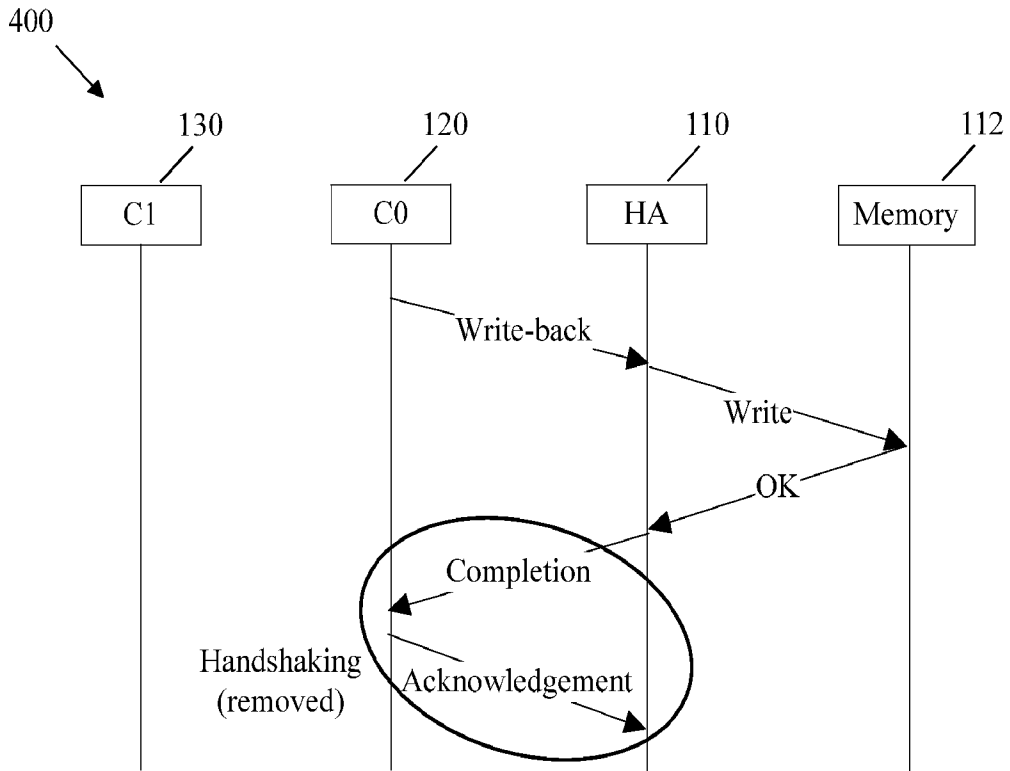 400
130
120
110
112
C1
C0
HA
Memory
Write-back
Write
OK
Completion
Handshaking
(removed)
Acknowledgement